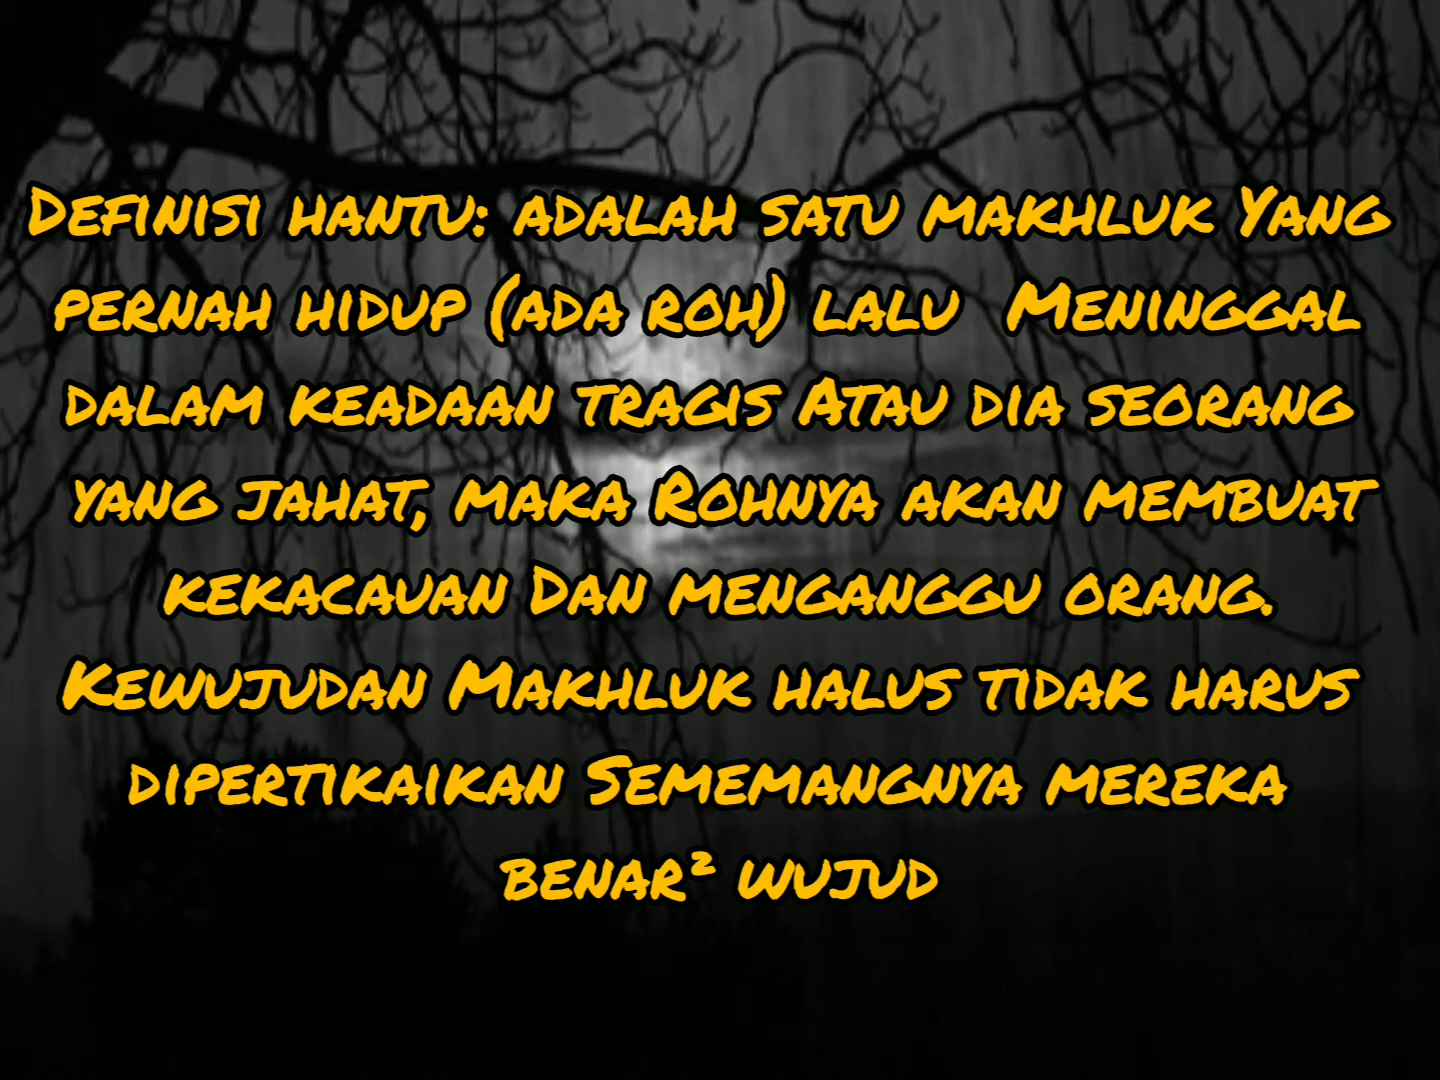 Definisi hantu: adalah satu makhluk Yang
pernah hidup (ada roh) lalu Meninggal
dalam keadaan tragis Atau dia seorang
yang jahat, maka Rohnya akan membuat
kekacauan Dan menganggu orang.
Kewujudan Makhluk halus tidak harus
dipertikaikan Sememangnya mereka
benar² wujud